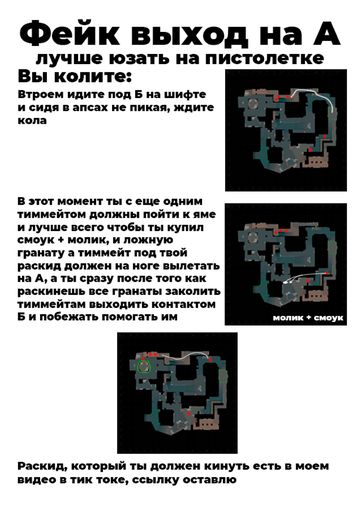 Фейк выход на А
лучше юзать на пистолетке
Вы колите:
Втроем идите под Б на шифте
и сидя в апсах не пикая, ждите
кола
В этот момент ты с еще одним
тиммейтом должны пойти к яме
и лучше всего чтобы ты купил
смоук + молик, и ложную
гранату а тиммейт под твой
раскид должен на ноге вылетать
на А, а ты сразу после того как
раскинешь все гранаты заколить
тиммейтам выходить контактом
Б и побежать помогать им
молик + смоук
Раскид, который ты должен кинуть есть в моем
видео в тик токе, ссылку оставлю